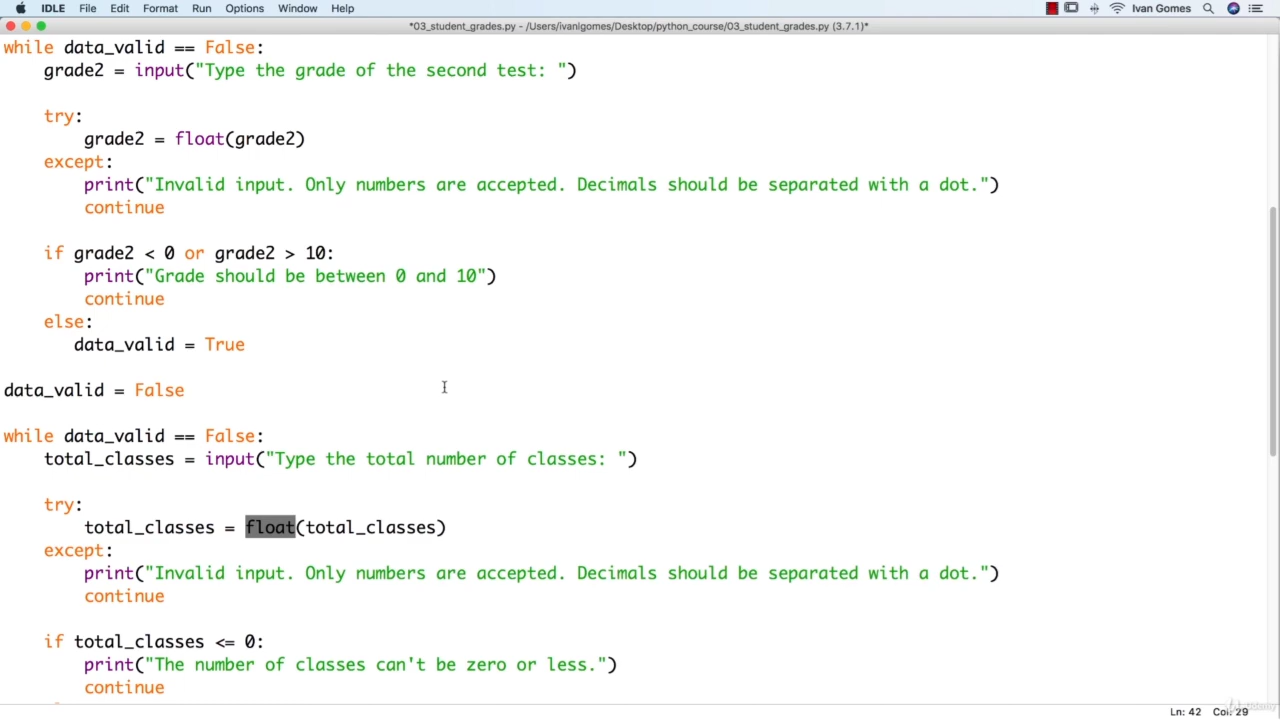 IDLE File Edit Format Run Options Window Help Ivan Gomes
*03_student_grades.py - /Users/ivanlgomes/Desktop/python_course/03_student_grades.py (3.7.1)*
while data_valid == False:
    grade2 = input("Type the grade of the second test: ")
    try:
        grade2 = float(grade2)
    except:
        print("Invalid input. Only numbers are accepted. Decimals should be separated with a dot.")
        continue
    if grade2 < 0 or grade2 > 10:
        print("Grade should be between 0 and 10")
        continue
    else:
       data_valid = True
data_valid = False
while data_valid == False:
    total_classes = input("Type the total number of classes: ")
    try:
        total_classes = float(total_classes)
    except:
        print("Invalid input. Only numbers are accepted. Decimals should be separated with a dot.")
        continue
    if total_classes <= 0:
        print("The number of classes can't be zero or less.")
        continue
Ln: 42 Col: 29